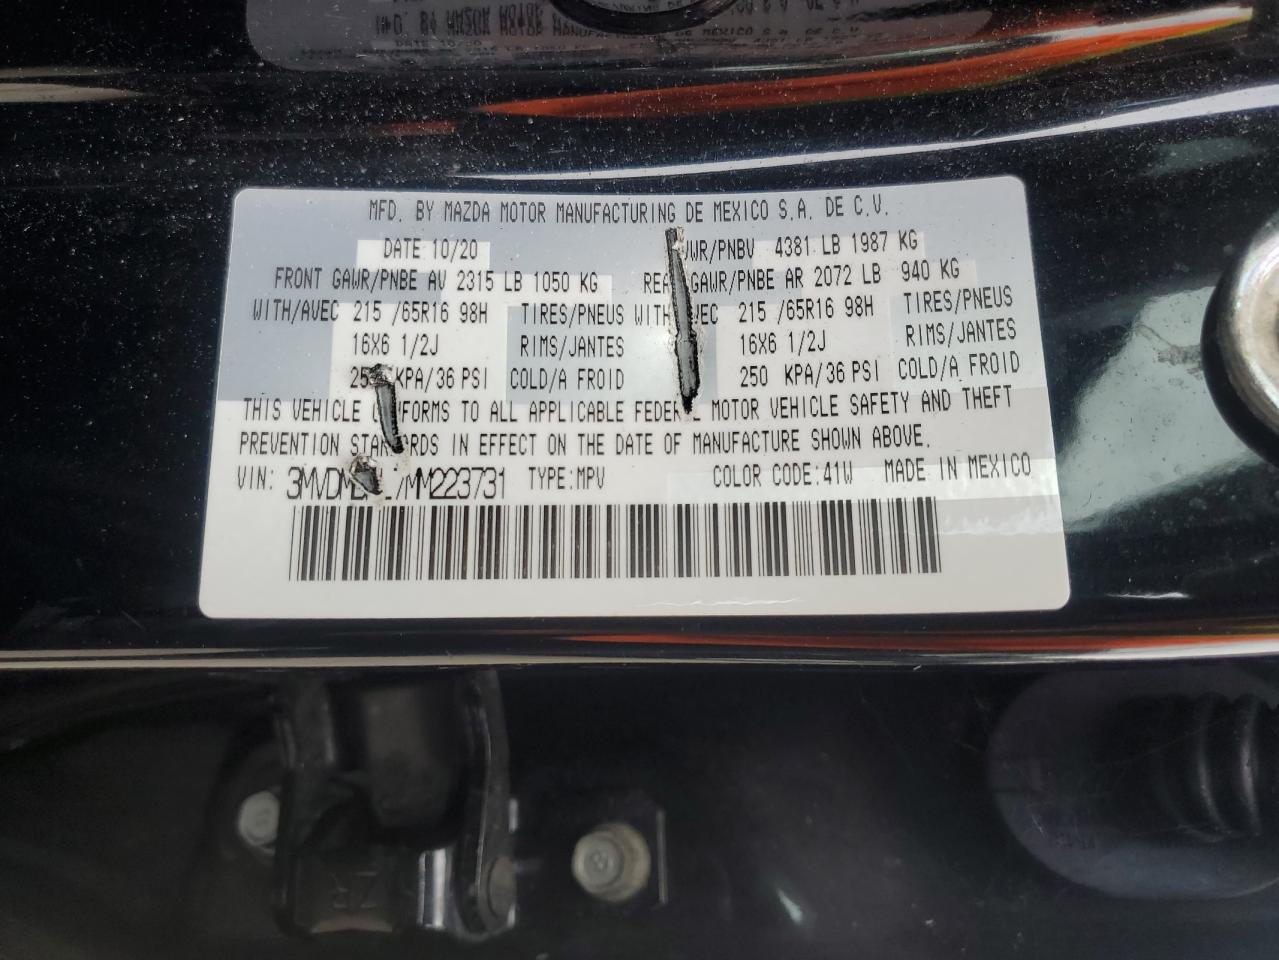 MFD. BY MAZDA MOTOR MANUFACTURING DE MEXICO S.A. DE C.V.
DATE 10/20 4381 LB 1987 KG
FRONT GAWR/PNBE AV 2315 LB 1050 KG GAWR/PNBE AR 2072 LB 940 KG
WITH/AVEC 215 /65R16 98H TIRES/PNEUS 215 /65R16 98H TIRES/PNEUS
16X6 1/2J RIMS/JANTES 16X6 1/2J RIMS/JANTES
KPA/36 PSI COLD/A FROID 250 KPA/36 PSI COLD/A FROID
THIS VEHICLE TO ALL APPLICABLE MOTOR VEHICLE SAFETY AND THEFT
PREVENTION IN EFFECT ON THE DATE OF MANUFACTURE SHOWN ABOVE.
VIN: TYPE:MPV COLOR CODE:41W MADE IN MEXICO